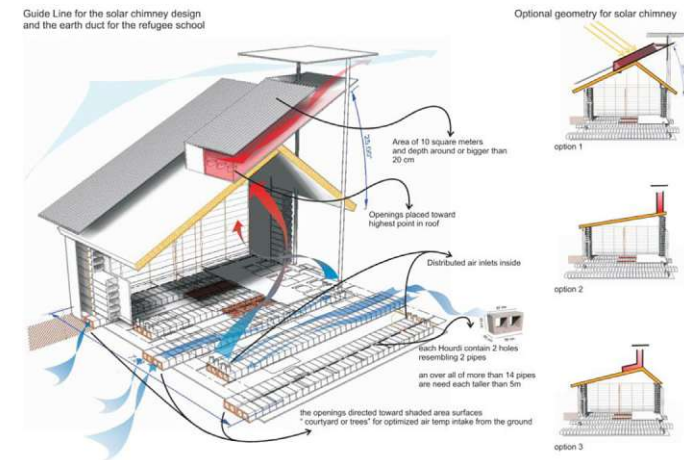 Guide Line for the solar chimney design
and the earth duct for the refugee school
Optional geometry for solar chimney
Area of 10 square meters
and depth around or bigger than
20 cm
option 1
Openings placed toward
highest point in roof
Distributed air inlets inside
option 2
each Hourdi contain 2 holes
resembling 2 pipes
an over all of more than 14 pipes
are need each taller than 5m
the openings directed toward shaded area surfaces
" courtyard or trees" for optimized air temp intake from the ground
option 3